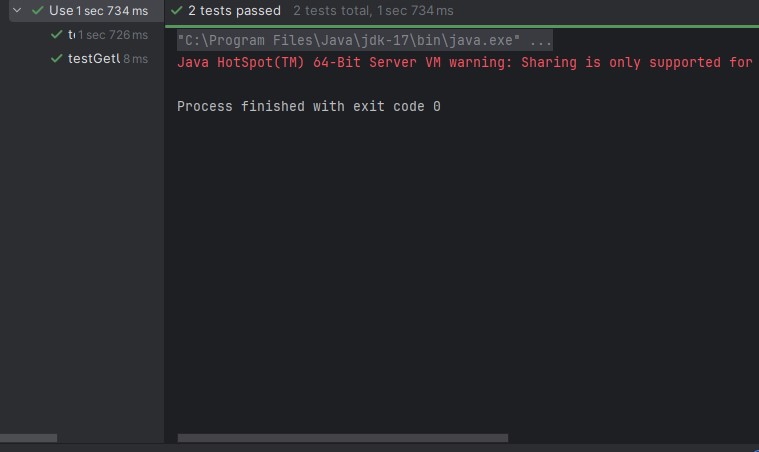 Use 1 sec 734 ms
1 sec 726 ms
testGetU 8 ms
2 tests passed 2 tests total, 1 sec 734 ms
"C:\Program Files\Java\jdk-17\bin\java.exe" ...
Java HotSpot(TM) 64-Bit Server VM warning: Sharing is only supported for
Process finished with exit code 0